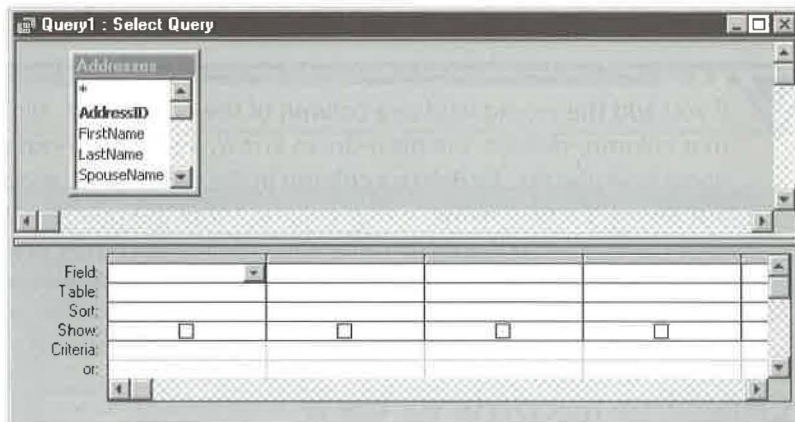 Query1 : Select Query
Addresses
*
AddressID
FirstName
LastName
SpouseName
Field:
Table:
Sort:
Show:
Criteria:
or: